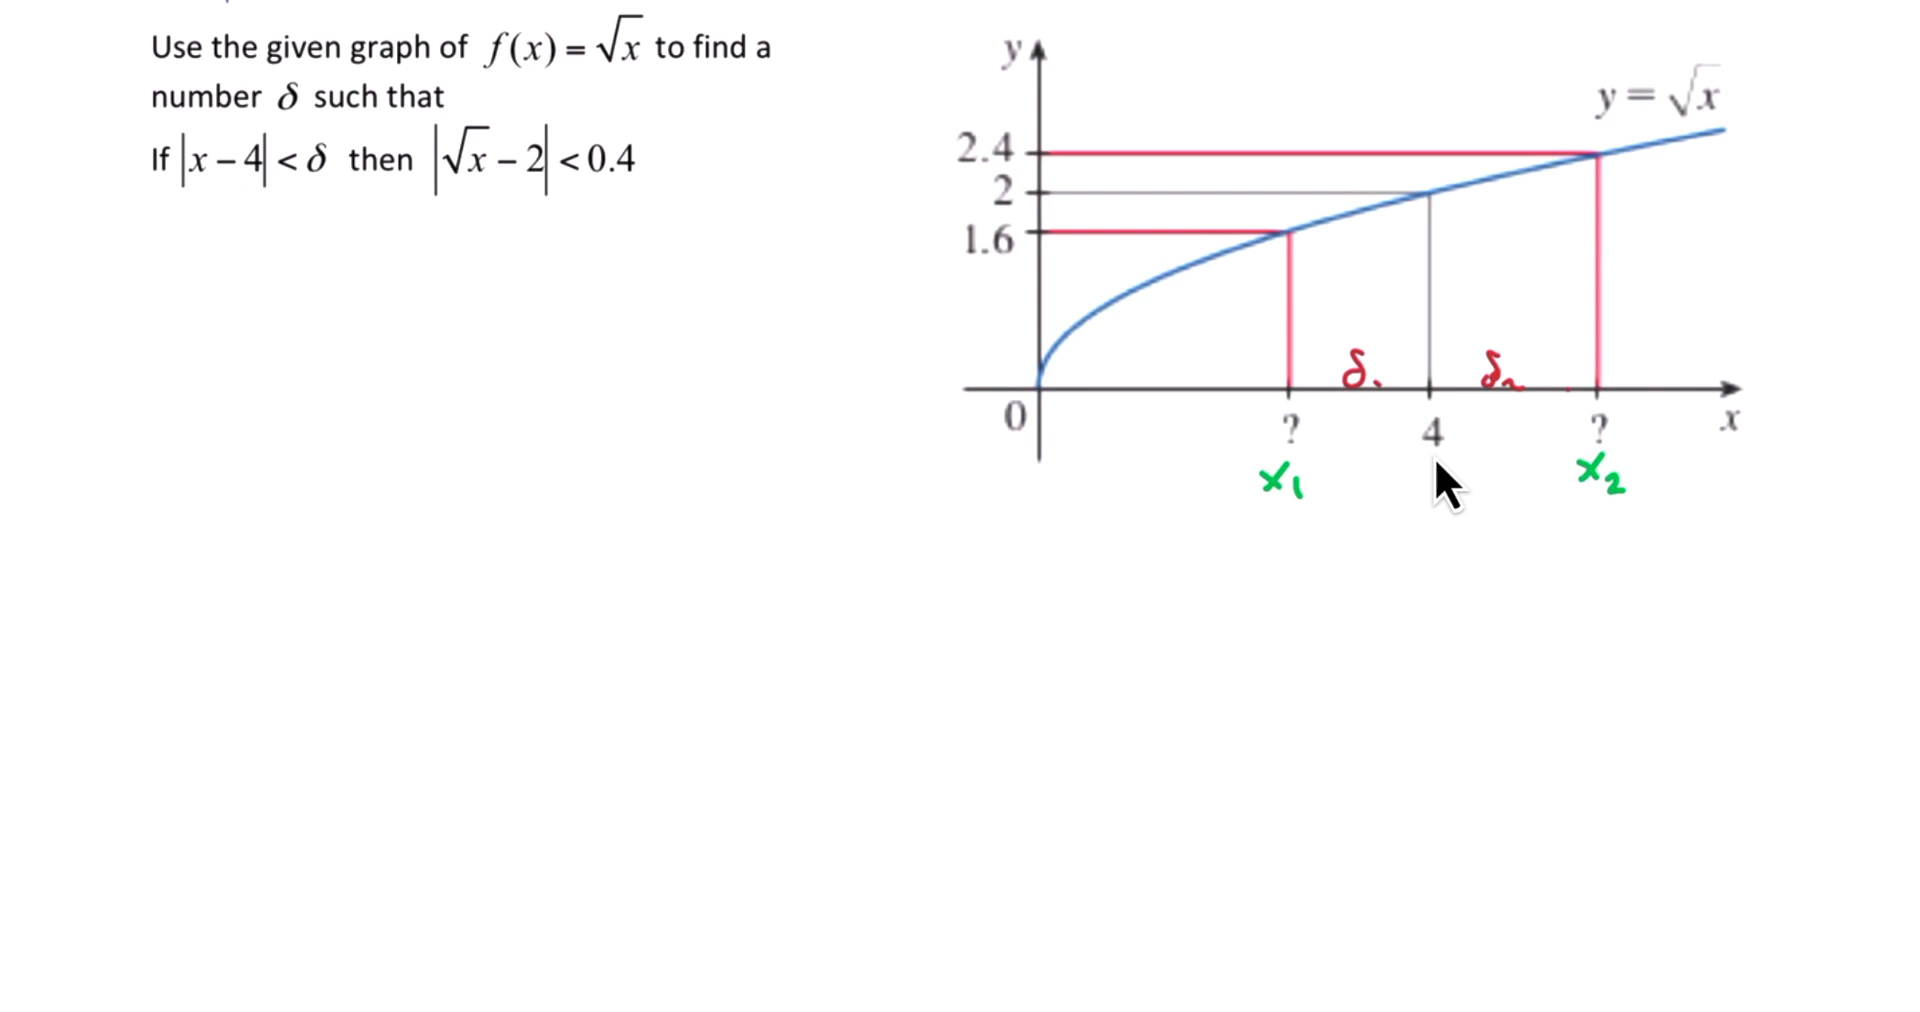 Use the given graph of f(x) = √x to find a
number δ such that
If |x − 4| < δ then |√x − 2| < 0.4
y
y = √x
2.4
2
1.6
δ₁ δ₂
0 ? 4 ? x
x₁ x₂